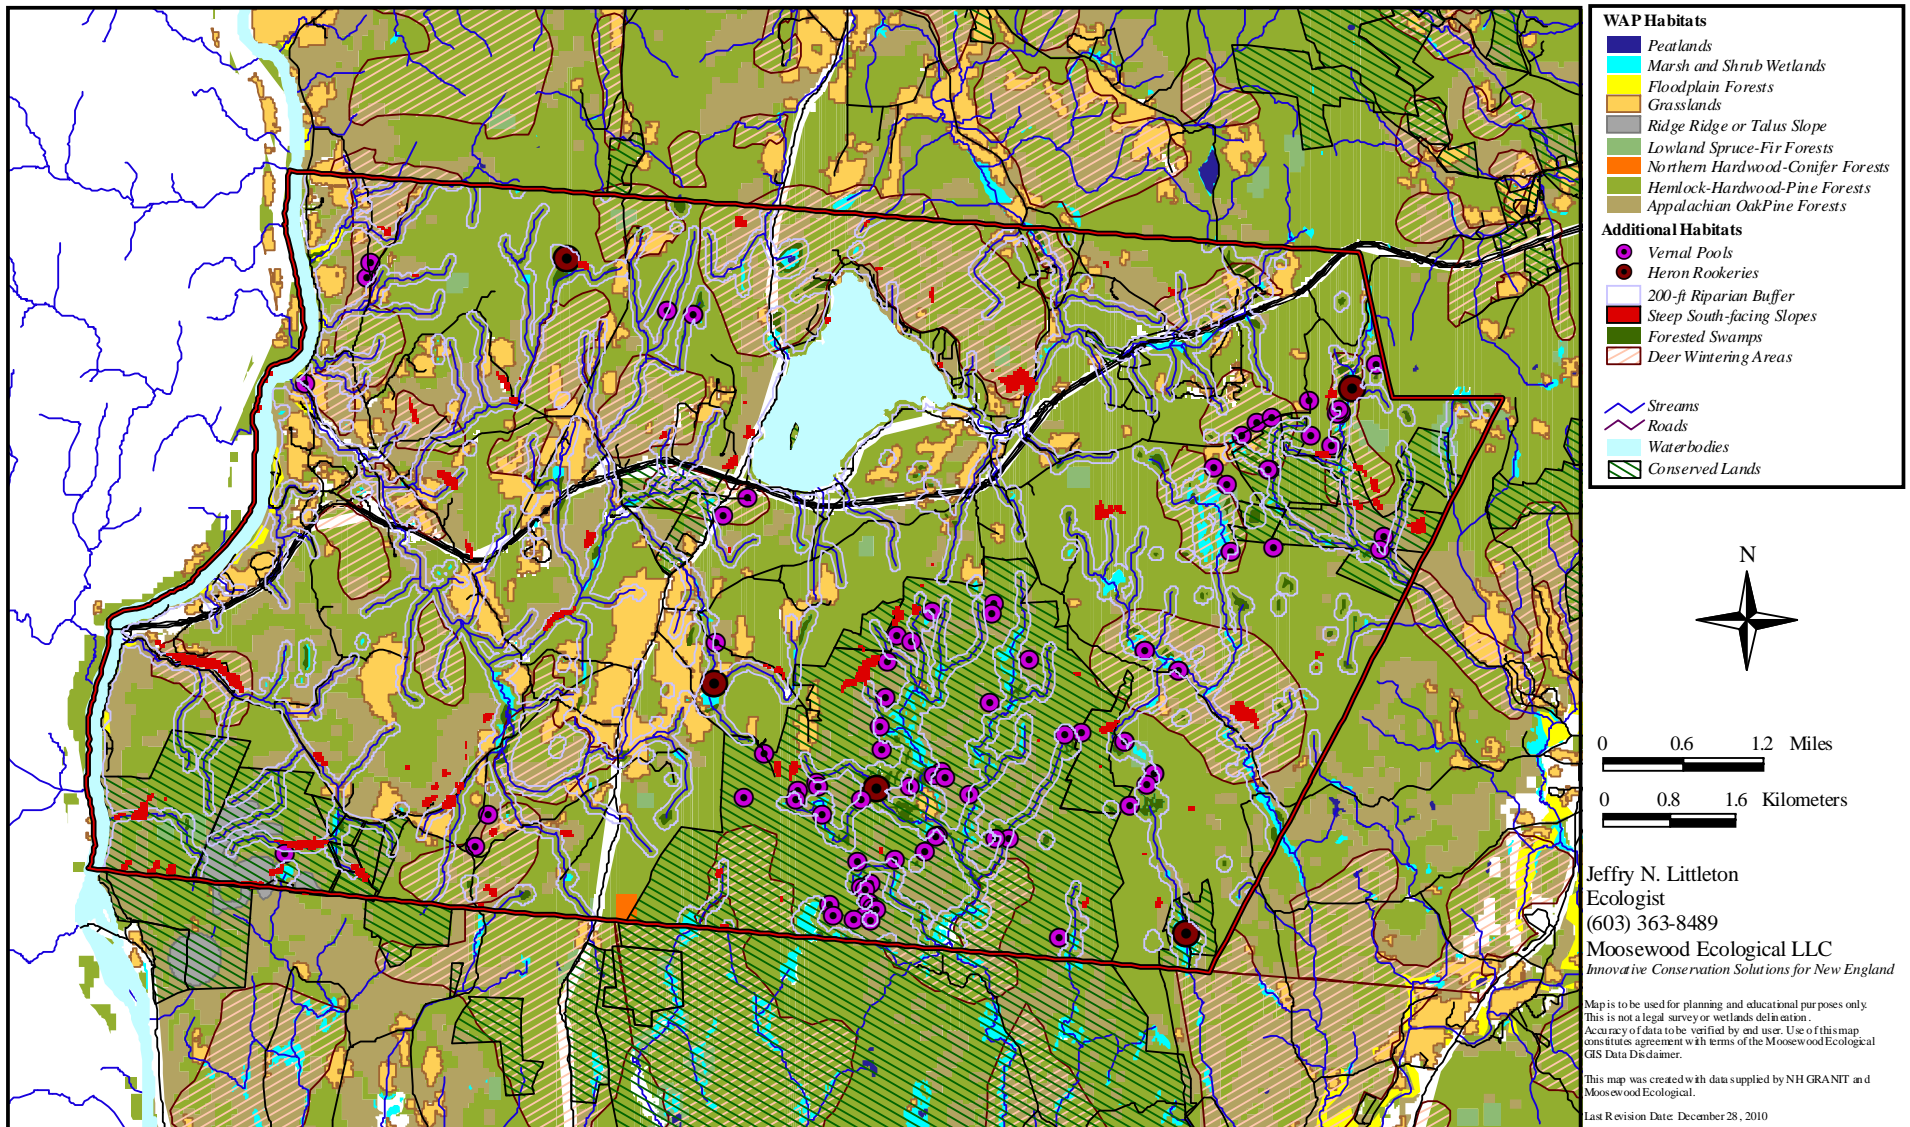 WAP Habitats
Peatlands
Marsh and Shrub Wetlands
Floodplain Forests
Grasslands
Ridge Ridge or Talus Slope
Lowland Spruce-Fir Forests
Northern Hardwood-Conifer Forests
Hemlock-Hardwood-Pine Forests
Appalachian OakPine Forests
Additional Habitats
Vernal Pools
Heron Rookeries
200-ft Riparian Buffer
Steep South-facing Slopes
Forested Swamps
Deer Wintering Areas
Streams
Roads
Waterbodies
Conserved Lands
N
0 0.6 1.2 Miles
0 0.8 1.6 Kilometers
Jeffry N. Littleton
Ecologist
(603) 363-8489
Moosewood Ecological LLC
Innovative Conservation Solutions for New England
Map is to be used for planning and educational purposes only.
This is not a legal survey or wetlands delineation.
Accuracy of data to be verified by end user. Use of this map
constitutes agreement with terms of the Moosewood Ecological
GIS Data Disclaimer.
This map was created with data supplied by NH GRANIT and
Moosewood Ecological.
Last Revision Date: December 28, 2010